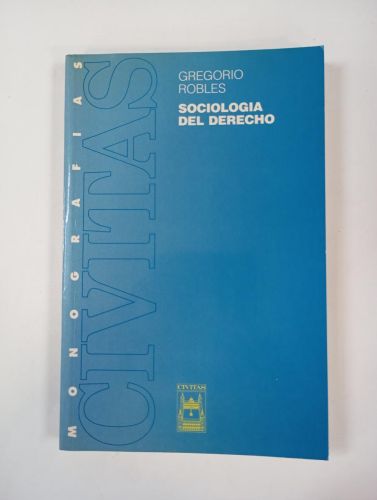 GREGORIO
ROBLES
SOCIOLOGIA
DEL DERECHO
MONOGRAFIAS
CIVITAS
CIVITAS